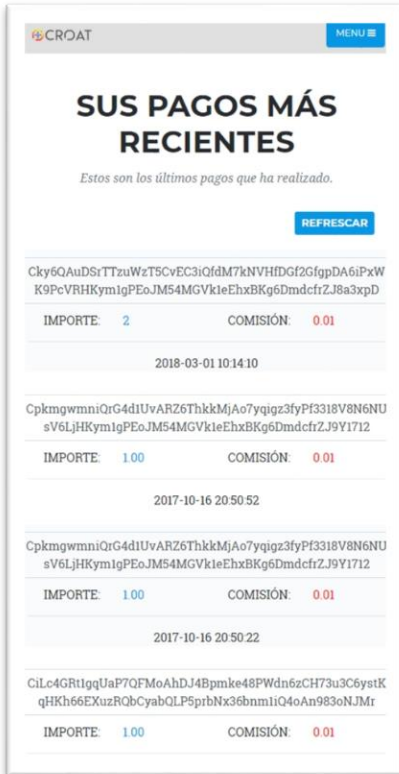 CROAT
MENU
SUS PAGOS MÁS
RECIENTES
Estos son los últimos pagos que ha realizado.
REFRESCAR
Cky6QAuDSrTTzuWzT5CvEC3iQfdM7kNVHfDGf2GfgpDA6iPxW
K9PcVRHKym1gPEoJM54MGVk1eEhxBKg6DmdcfrZJ8a3xpD
IMPORTE: 2 COMISIÓN: 0.01
2018-03-01 10:14:10
CpkmgwmniQrG4d1UvARZ6ThkkMjAo7yqigz3fyPf3318V8N6NU
sV6LjHKym1gPEoJM54MGVk1eEhxBKg6DmdcfrZJ9Y1712
IMPORTE: 1.00 COMISIÓN: 0.01
2017-10-16 20:50:52
CpkmgwmniQrG4d1UvARZ6ThkkMjAo7yqigz3fyPf3318V8N6NU
sV6LjHKym1gPEoJM54MGVk1eEhxBKg6DmdcfrZJ9Y1712
IMPORTE: 1.00 COMISIÓN: 0.01
2017-10-16 20:50:22
CiLc4GRt1gqUaP7QFMoAhDJ4Bpmke48PWdn6zCH73u3C6ystK
qHKh66EXuzRQbCyabQLP5prbNx36bnm1iQ4oAn983oNJMr
IMPORTE: 1.00 COMISIÓN: 0.01